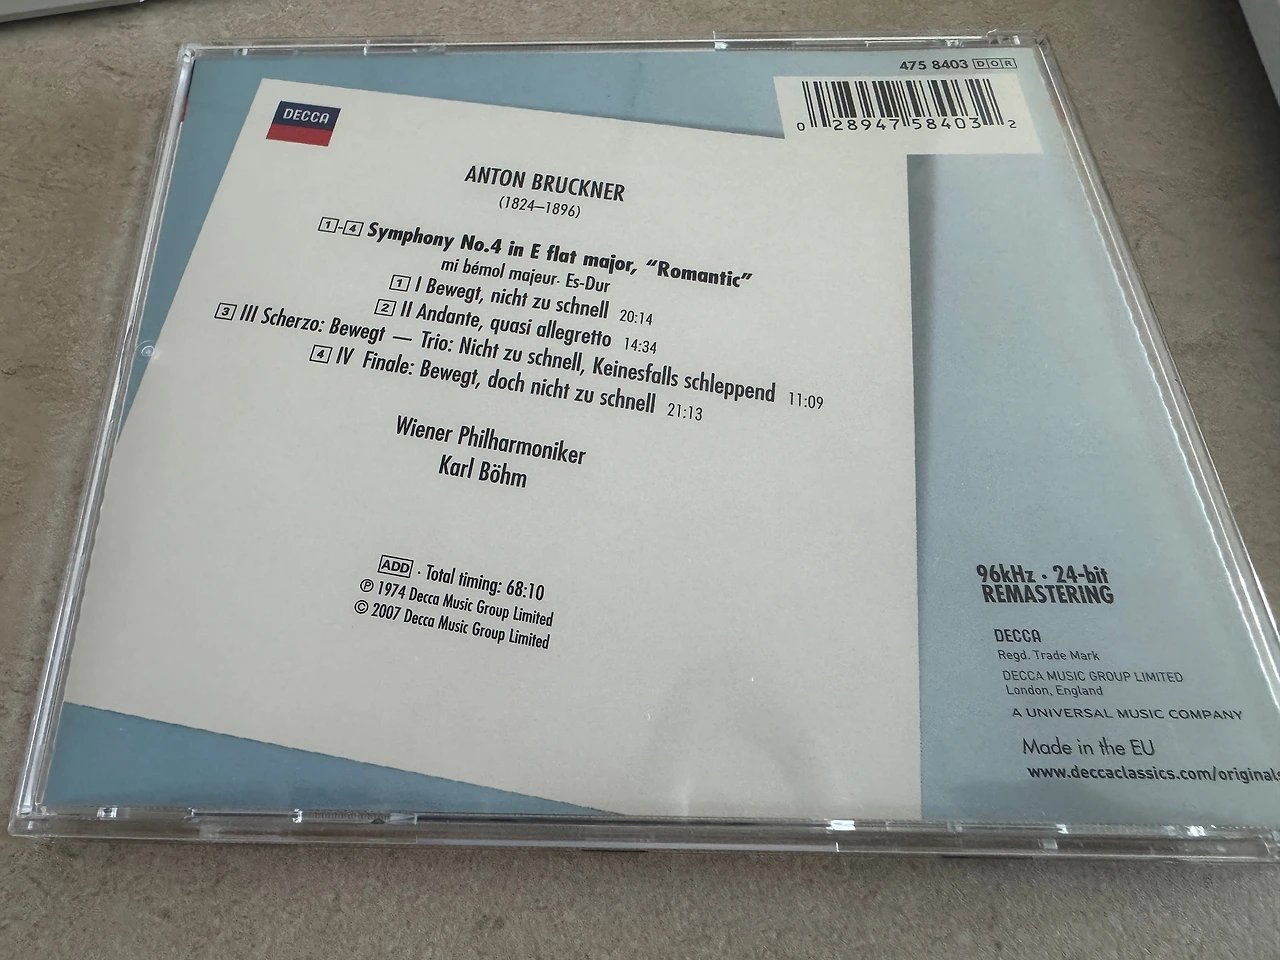 475 8403 DOR
0 28947 58403 2
DECCA
ANTON BRUCKNER
(1824–1896)
1-4 Symphony No.4 in E flat major, “Romantic”
mi bémol majeur· Es-Dur
1 I Bewegt, nicht zu schnell 20:14
2 II Andante, quasi allegretto 14:34
3 III Scherzo: Bewegt — Trio: Nicht zu schnell, Keinesfalls schleppend 11:09
4 IV Finale: Bewegt, doch nicht zu schnell 21:13
Wiener Philharmoniker
Karl Böhm
ADD · Total timing: 68:10
℗ 1974 Decca Music Group Limited
© 2007 Decca Music Group Limited
96kHz · 24-bit
REMASTERING
DECCA
Regd. Trade Mark
DECCA MUSIC GROUP LIMITED
London, England
A UNIVERSAL MUSIC COMPANY
Made in the EU
www.deccaclassics.com/originals